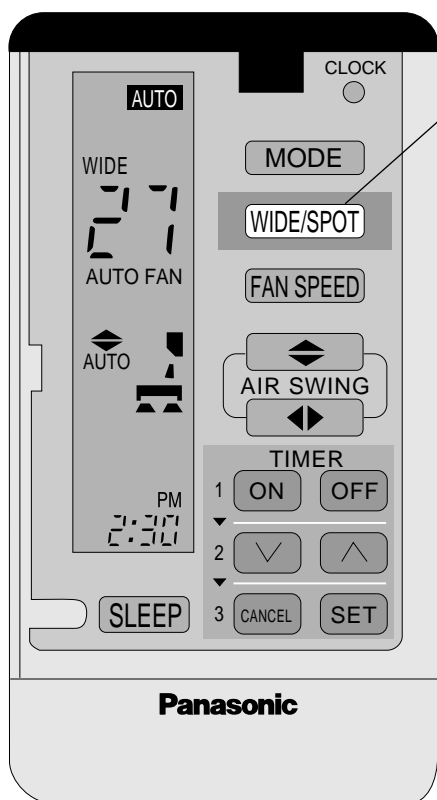 CLOCK
AUTO
MODE
WIDE
27
WIDE/SPOT
AUTO FAN
FAN SPEED
AUTO
AIR SWING
TIMER
1 ON OFF
PM
2:30
2
SLEEP
3 CANCEL SET
Panasonic